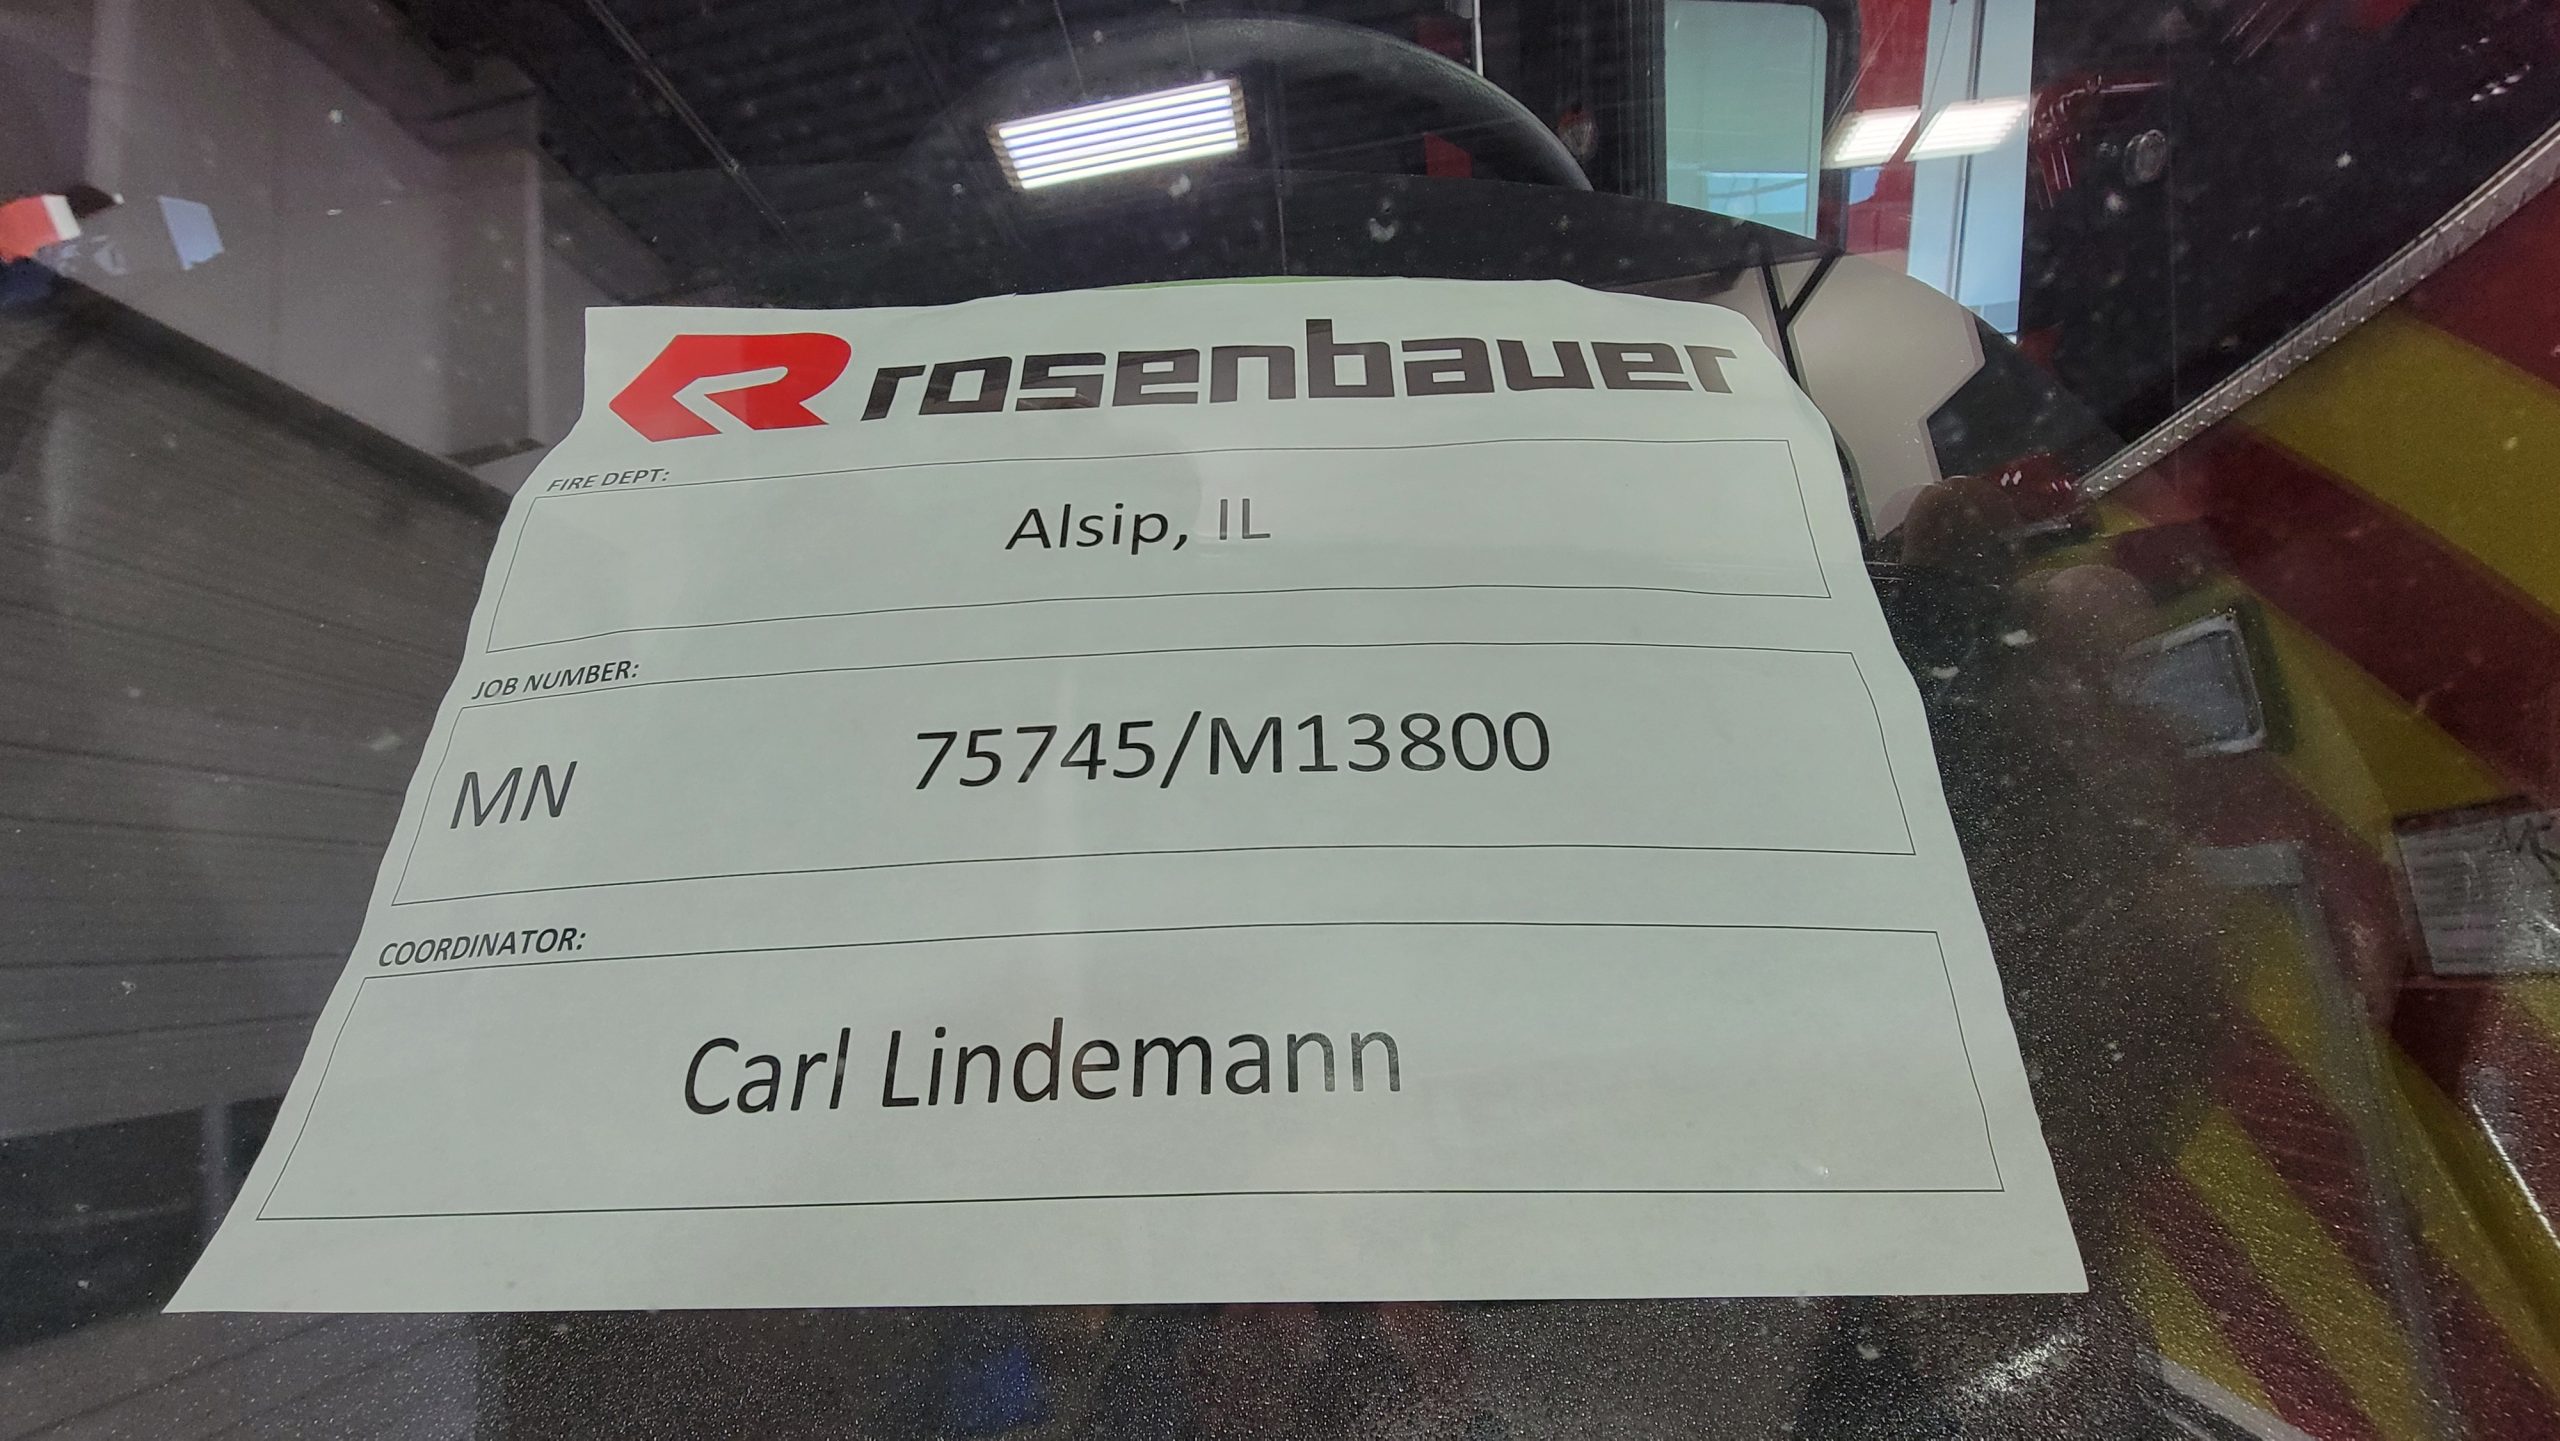 rosenbauer
FIRE DEPT:
Alsip, IL
JOB NUMBER:
MN 75745/M13800
COORDINATOR:
Carl Lindemann